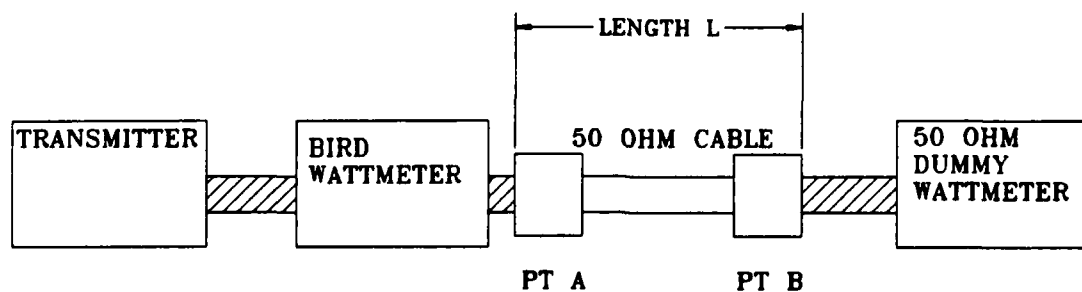 LENGTH L
TRANSMITTER
BIRD
WATTMETER
50 OHM CABLE
50 OHM
DUMMY
WATTMETER
PT A
PT B